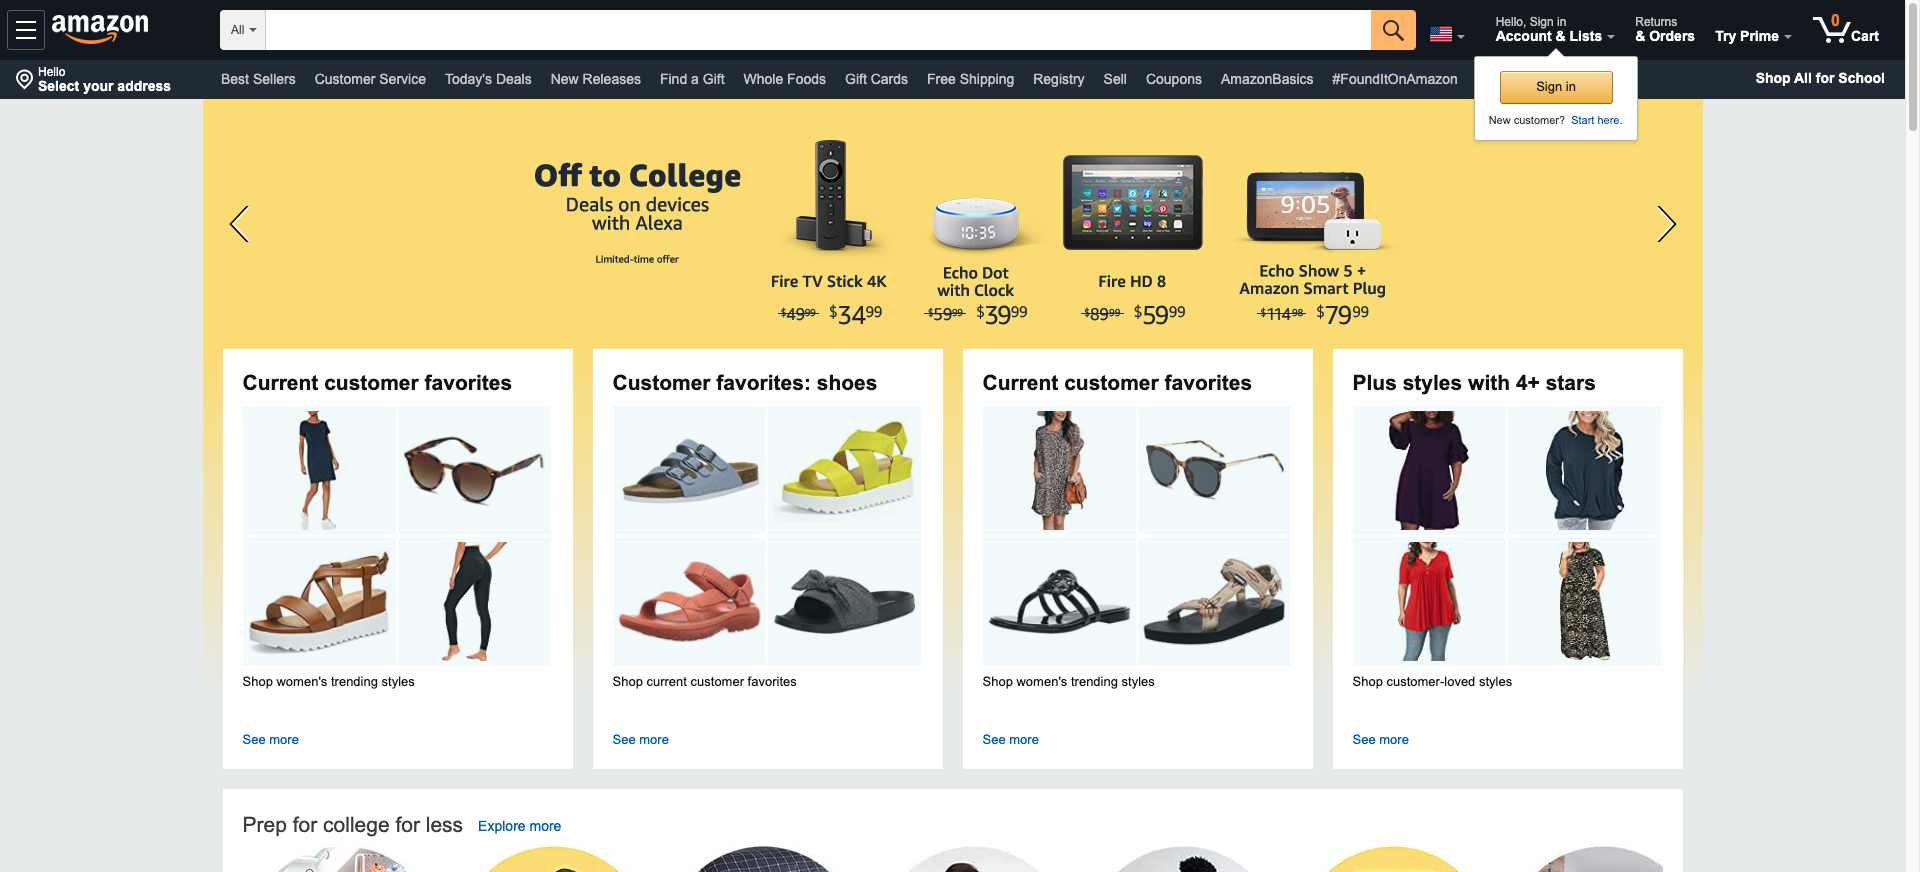 amazon
All
Hello, Sign in
Account & Lists
Returns
& Orders
Try Prime
0
Cart
Hello
Select your address
Best Sellers
Customer Service
Today's Deals
New Releases
Find a Gift
Whole Foods
Gift Cards
Free Shipping
Registry
Sell
Coupons
AmazonBasics
#FoundItOnAmazon
Shop All for School
Sign in
New customer? Start here.
Off to College
Deals on devices
with Alexa
Limited-time offer
10:35
9:05
Fire TV Stick 4K
$49.99 $34.99
Echo Dot
with Clock
$59.99 $39.99
Fire HD 8
$89.99 $59.99
Echo Show 5 +
Amazon Smart Plug
$114.98 $79.99
Current customer favorites
Shop women's trending styles
See more
Customer favorites: shoes
Shop current customer favorites
See more
Current customer favorites
Shop women's trending styles
See more
Plus styles with 4+ stars
Shop customer-loved styles
See more
Prep for college for less Explore more